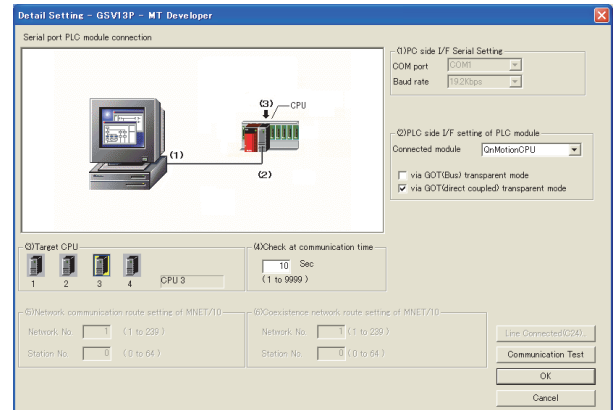 Detail Setting - GSV13P - MT Developer
Serial port PLC module connection
(1)PC side I/F Serial Setting
COM port COM1
Baud rate 19.2Kbps
(3) CPU
(1)
(2)
(2)PLC side I/F setting of PLC module
Connected module QnMotionCPU
via GOT(Bus) transparent mode
via GOT(direct coupled) transparent mode
(3)Target CPU
1 2 3 4 CPU 3
(4)Check at communication time
10 Sec
(1 to 9999 )
(5)Network communication route setting of MNET/10
Network No. 1 (1 to 239 )
Station No. 0 (0 to 64 )
(6)Coexistence network route setting of MNET/10
Network No. 1 (1 to 239 )
Station No. 0 (0 to 64 )
Line Connected(C24)...
Communication Test
OK
Cancel